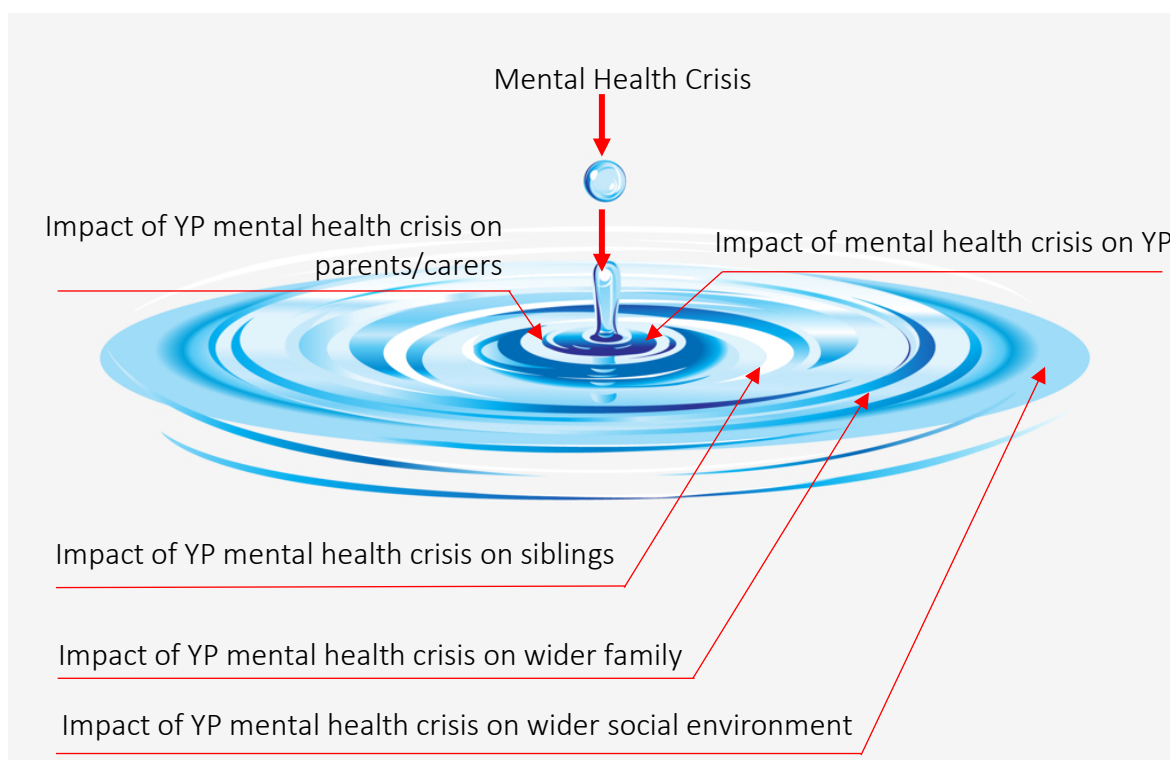 Mental Health Crisis
Impact of YP mental health crisis on
parents/carers
Impact of mental health crisis on YP
Impact of YP mental health crisis on siblings
Impact of YP mental health crisis on wider family
Impact of YP mental health crisis on wider social environment